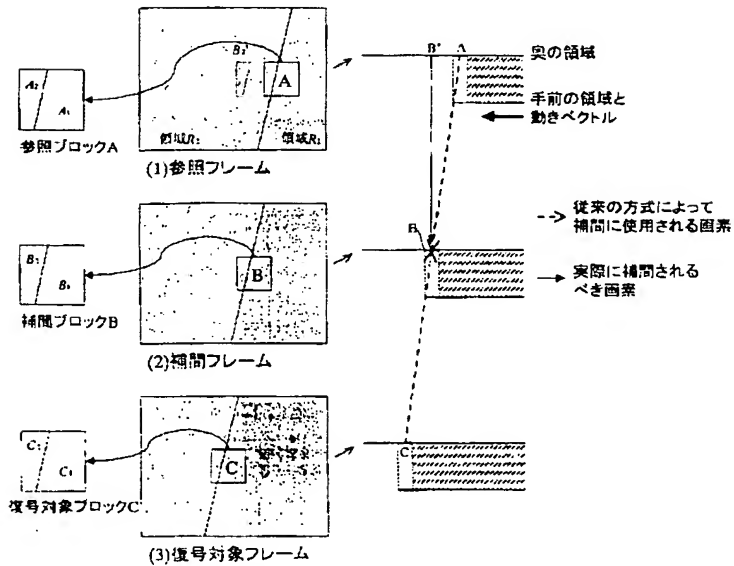 B'
A
A₂
A₁
参照ブロックA
領域R₂
領域R₁
(1)参照フレーム
B₂
B₁
補間ブロックB
B
(2)補間フレーム
C₂
C₁
復号対象ブロックC
C
(3)復号対象フレーム
B'
A
奥の領域
手前の領域と
動きベクトル
B
従来の方式によって
補間に使用される画素
実際に補間される
べき画素
C